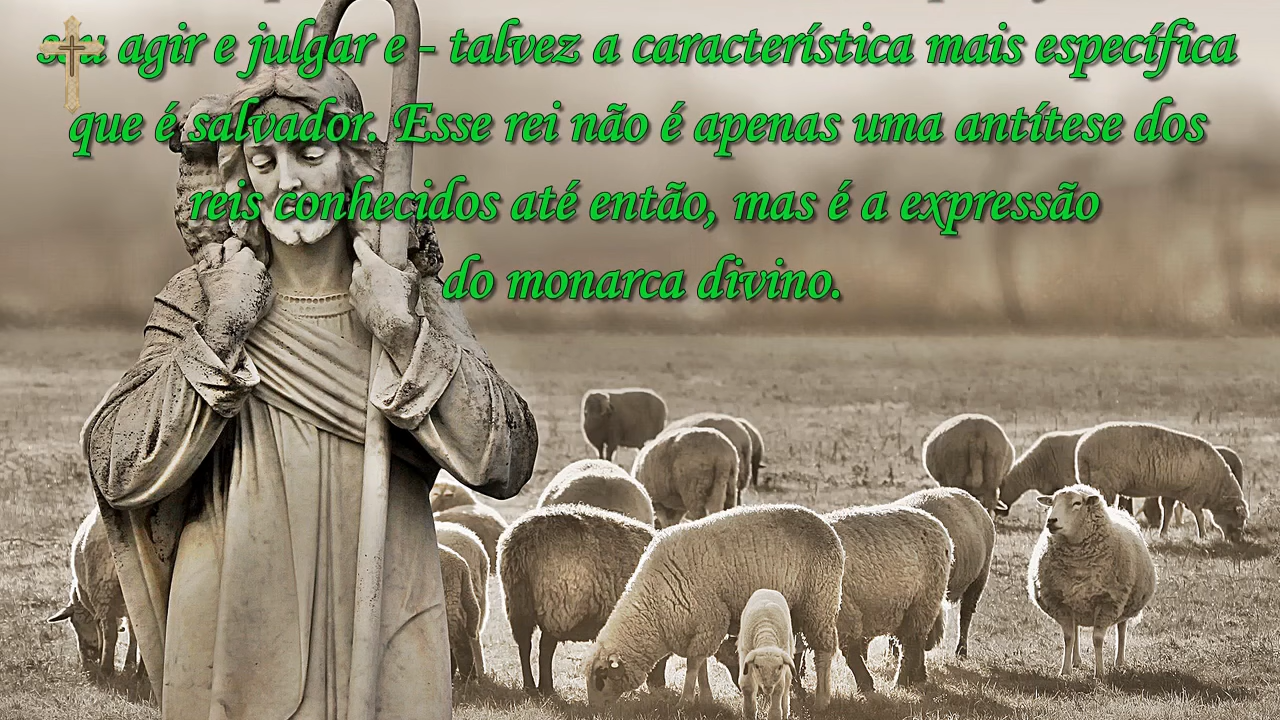 seu agir e julgar e - talvez a característica mais específica
que é salvador. Esse rei não é apenas uma antítese dos
reis conhecidos até então, mas é a expressão
do monarca divino.